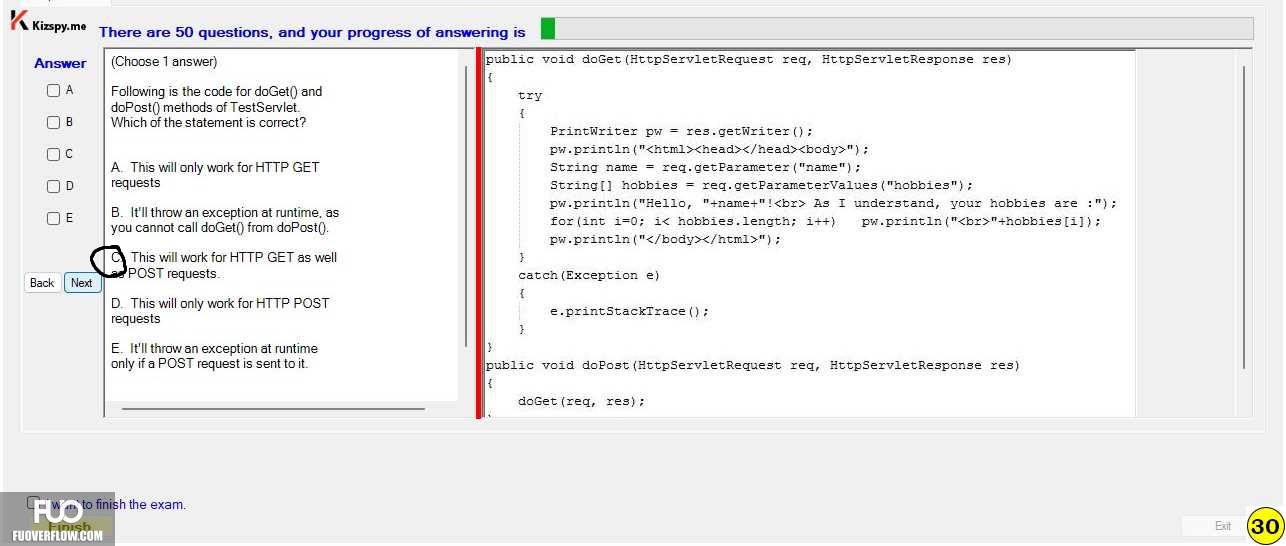 Kizspy.me
There are 50 questions, and your progress of answering is
Answer
A
B
C
D
E
Back
Next
(Choose 1 answer)
Following is the code for doGet() and
doPost() methods of TestServlet.
Which of the statement is correct?
A. This will only work for HTTP GET
requests
B. It'll throw an exception at runtime, as
you cannot call doGet() from doPost().
C. This will work for HTTP GET as well
as POST requests.
D. This will only work for HTTP POST
requests
E. It'll throw an exception at runtime
only if a POST request is sent to it.
public void doGet(HttpServletRequest req, HttpServletResponse res)
{
try
{
PrintWriter pw = res.getWriter();
pw.println("<html><head></head><body>");
String name = req.getParameter("name");
String[] hobbies = req.getParameterValues("hobbies");
pw.println("Hello, "+name+"!<br> As I understand, your hobbies are :");
for(int i=0; i< hobbies.length; i++) pw.println("<br>"+hobbies[i]);
pw.println("</body></html>");
}
catch(Exception e)
{
e.printStackTrace();
}
}
public void doPost(HttpServletRequest req, HttpServletResponse res)
{
doGet(req, res);
I want to finish the exam.
Finish
FUO
FUOVERFLOW.COM
Exit
30